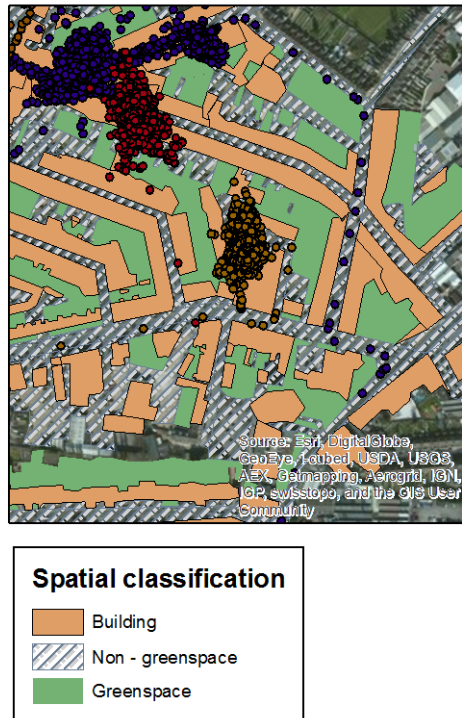 Source: Esri, DigitalGlobe,
GeoEye, i-cubed, USDA, USGS,
AEX, Getmapping, Aerogrid, IGN,
IGP, swisstopo, and the GIS User
Community
Spatial classification
Building
Non - greenspace
Greenspace